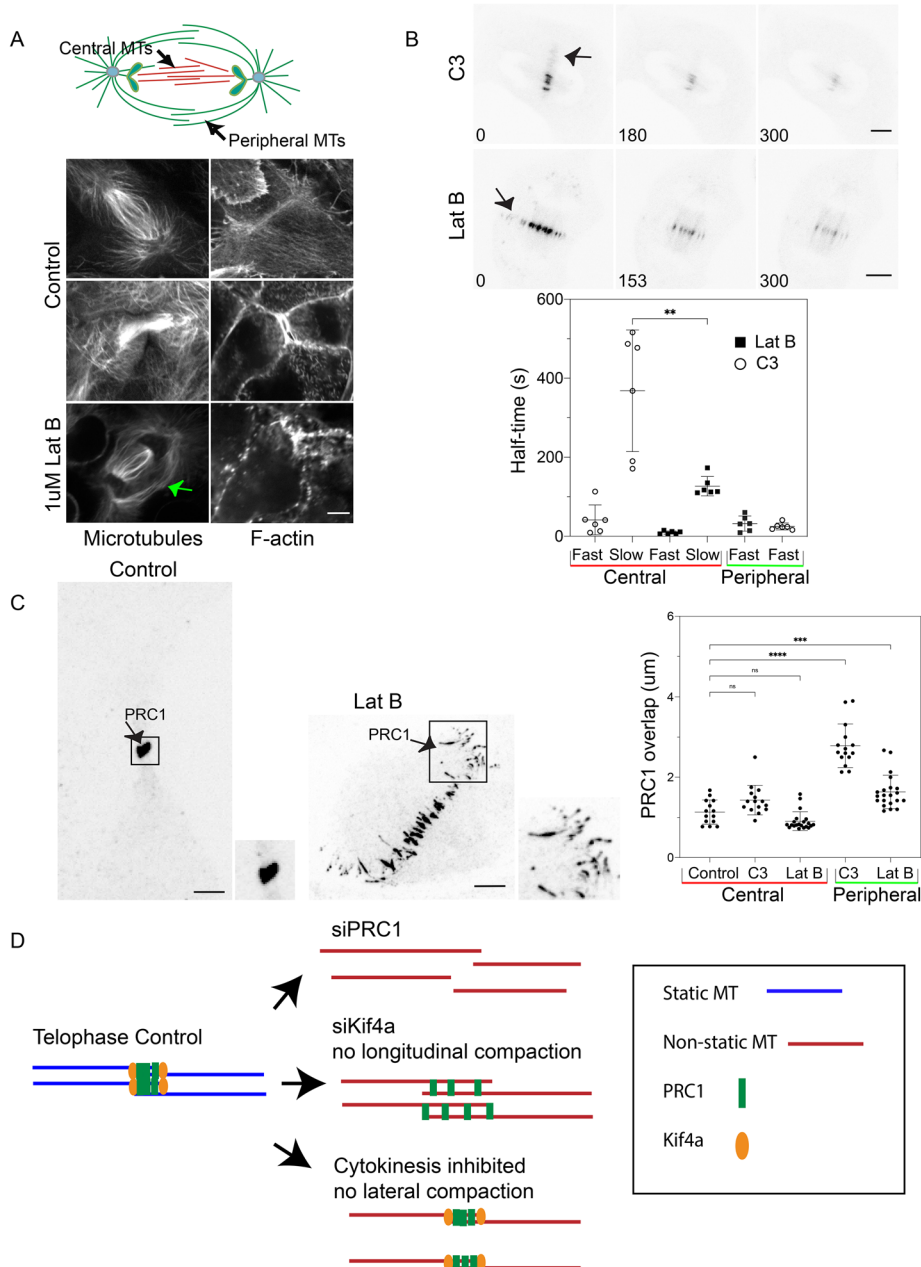 A
Central MTs
Peripheral MTs
Control
1uM Lat B
Microtubules
F-actin
B
C3
0
180
300
Lat B
0
153
300
600
400
200
0
Half-time (s)
**
Lat B
C3
Fast Slow Fast Slow Fast Fast
Central
Peripheral
C
Control
PRC1
Lat B
PRC1
6
4
2
0
PRC1 overlap (um)
***
****
ns
ns
Control C3 Lat B C3 Lat B
Central
Peripheral
D
Telophase Control
siPRC1
siKif4a
no longitudinal compaction
Cytokinesis inhibited
no lateral compaction
Static MT
Non-static MT
PRC1
Kif4a